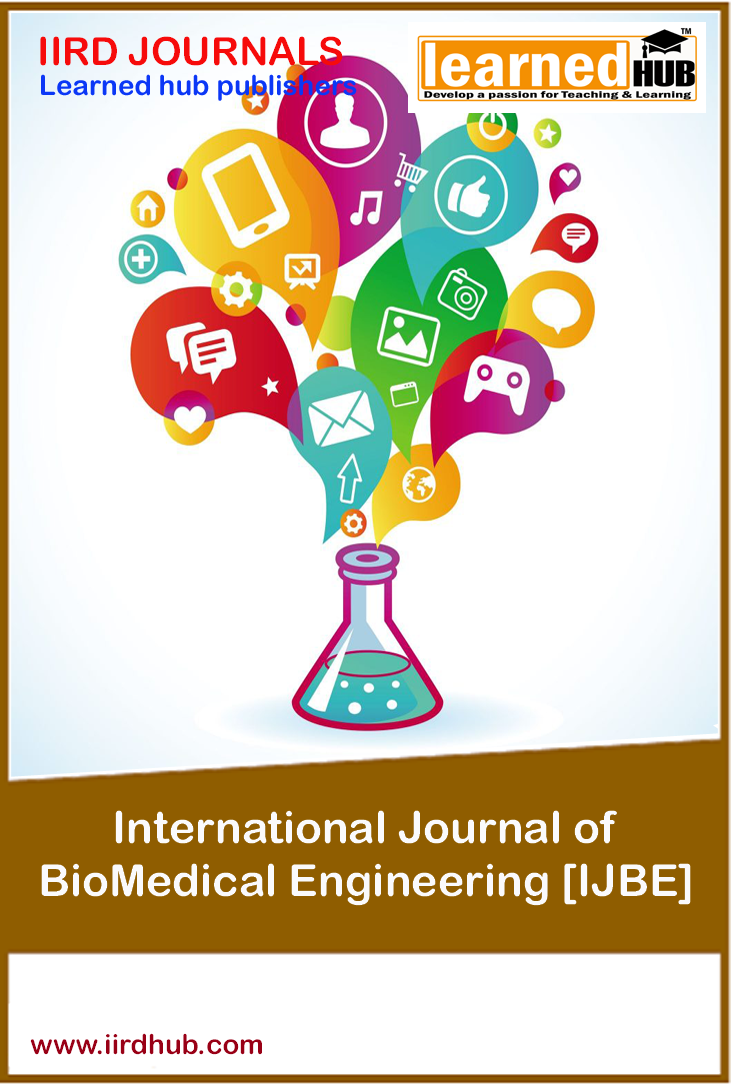 IIRD JOURNALS
Learned hub publishers
learned HUB TM
Develop a passion for Teaching & Learning
International Journal of
BioMedical Engineering [IJBE]
www.iirdhub.com